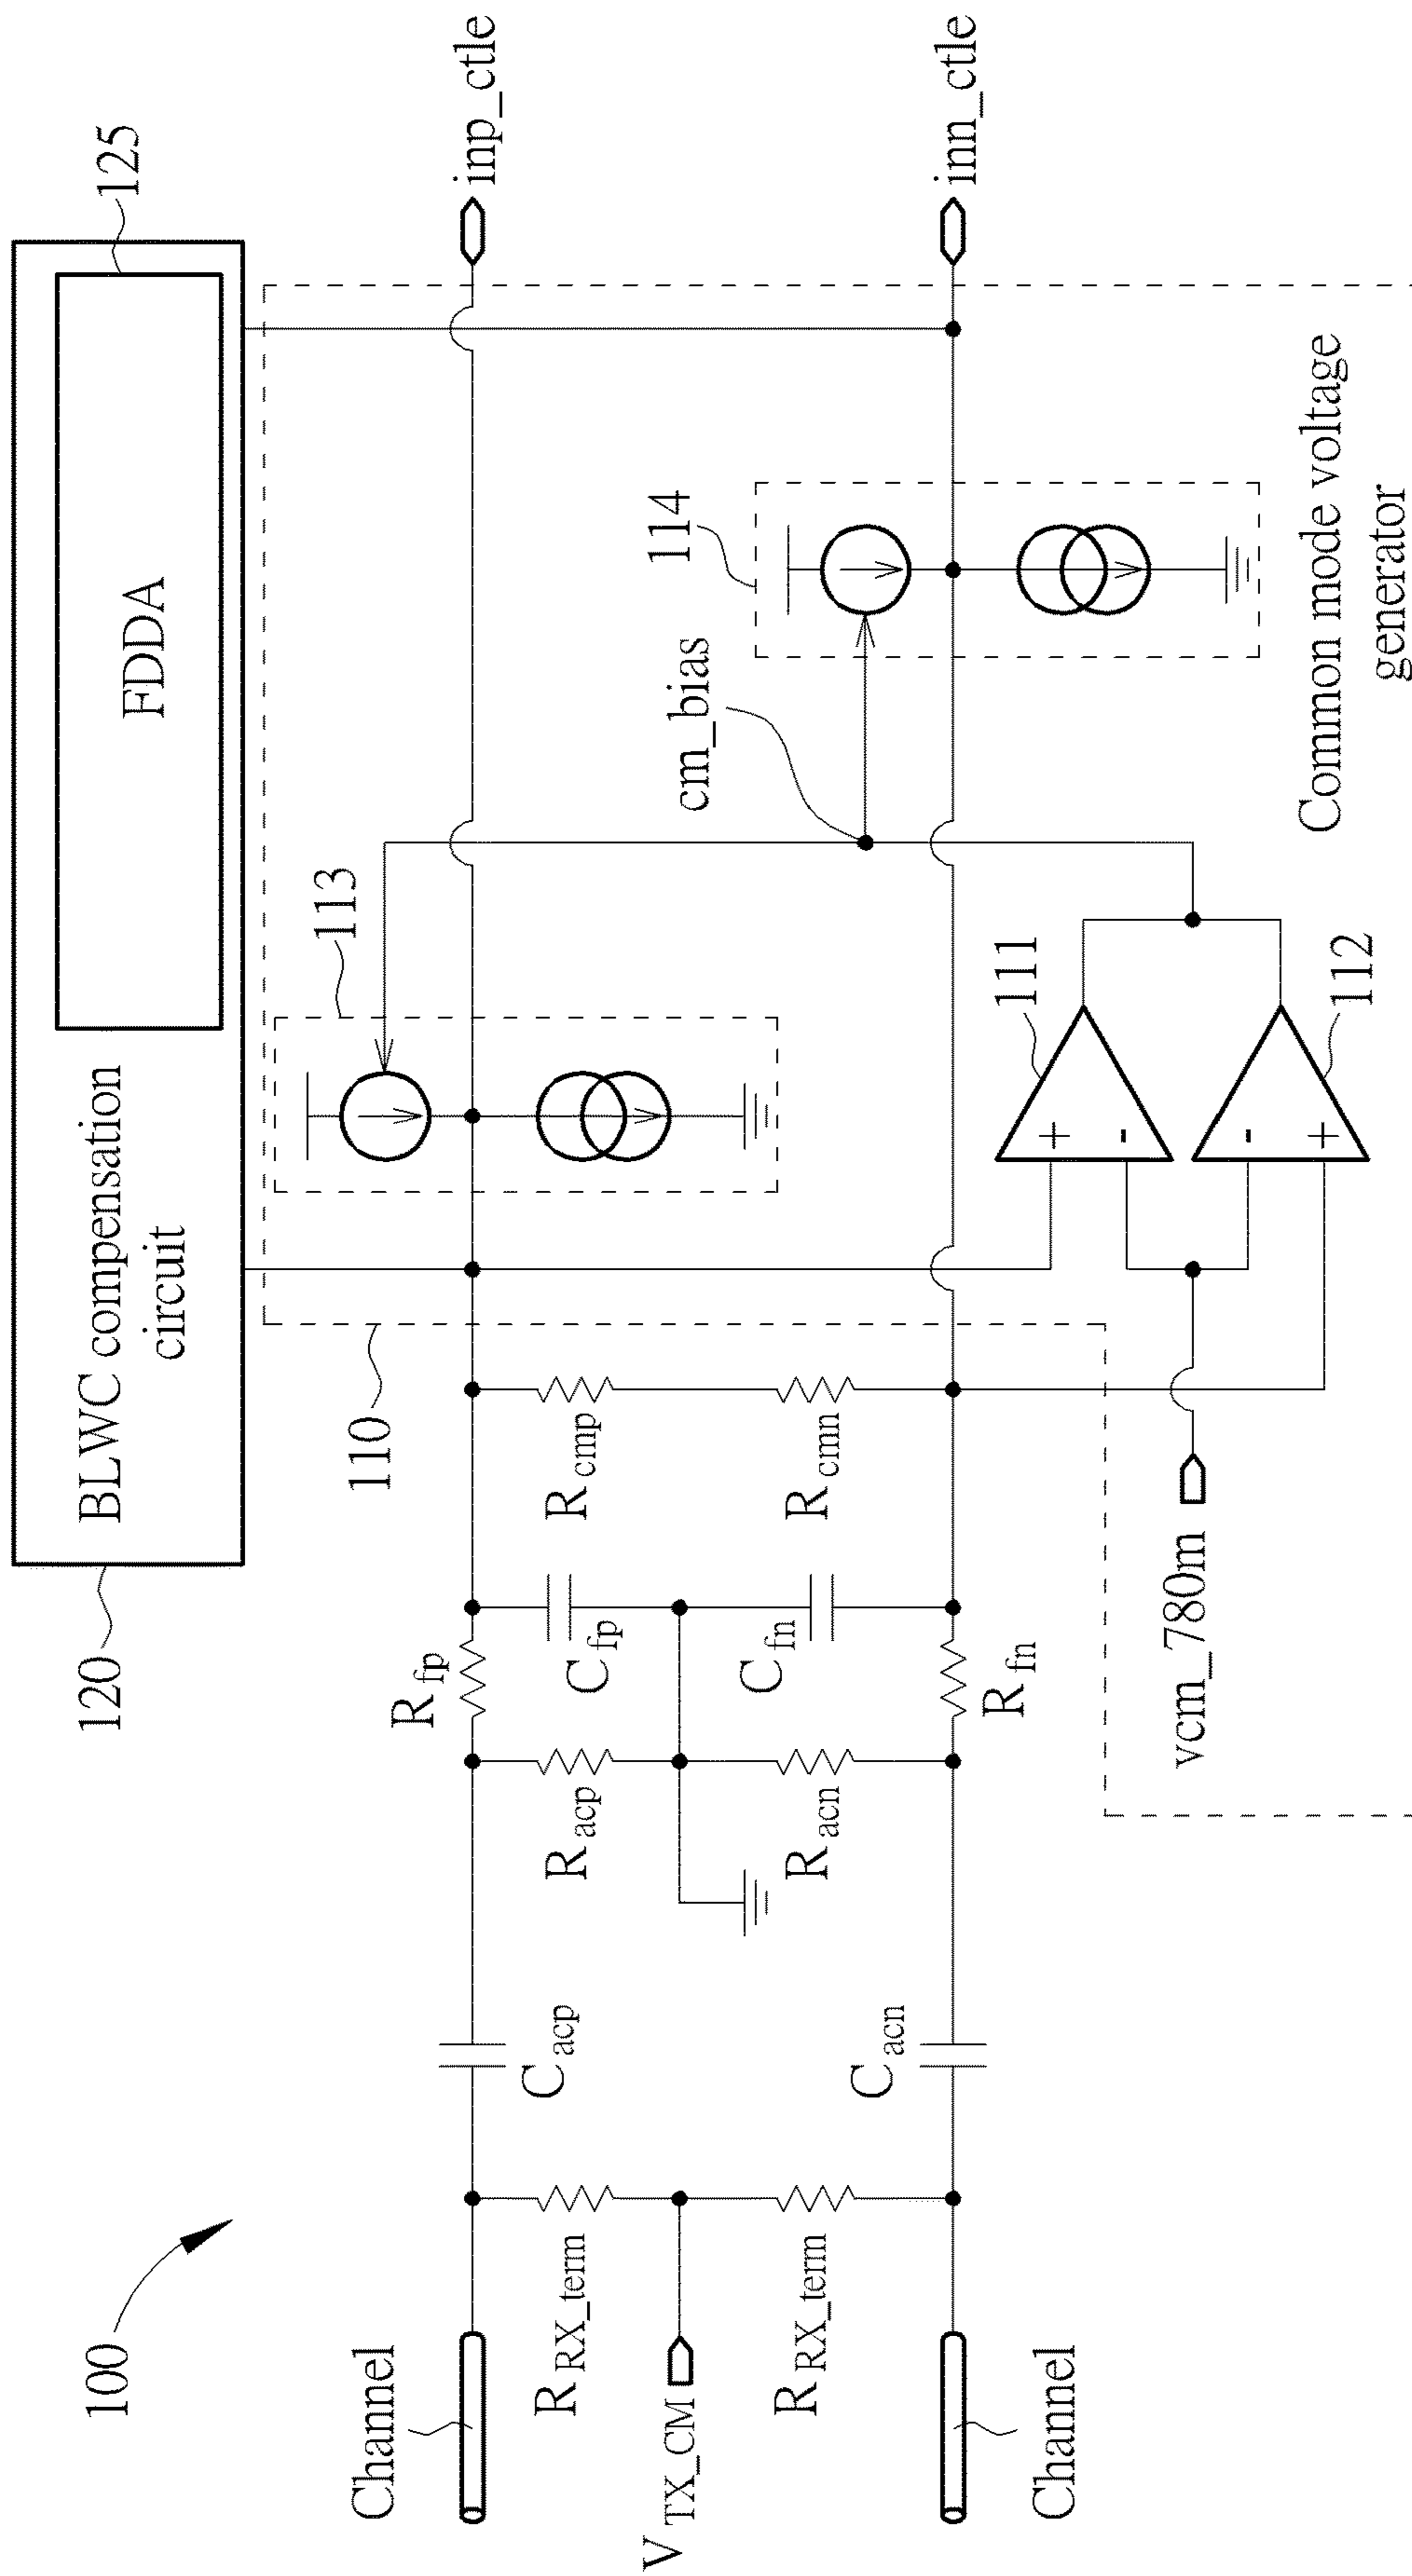 100
120
BLWC compensation
circuit
FDDA
125
110
113
Channel
inp_ctle
R_fp
R_RX_term
C_acp
R_acp
C_fp
R_cmp
V_TX_CM
cm_bias
114
R_RX_term
C_acn
R_acn
C_fn
R_cmn
Channel
R_fn
inn_ctle
111
+
-
-
+
112
vcm_780m
Common mode voltage
generator